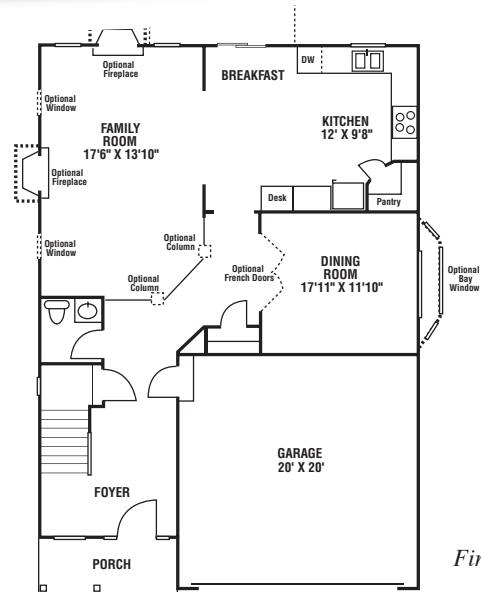 Optional
Fireplace
DW
BREAKFAST
Optional
Window
FAMILY
ROOM
17'6" X 13'10"
KITCHEN
12' X 9'8"
Optional
Fireplace
Desk
Pantry
Optional
Window
Optional
Column
Optional
French Doors
DINING
ROOM
17'11" X 11'10"
Optional
Bay
Window
Optional
Column
GARAGE
20' X 20'
FOYER
PORCH